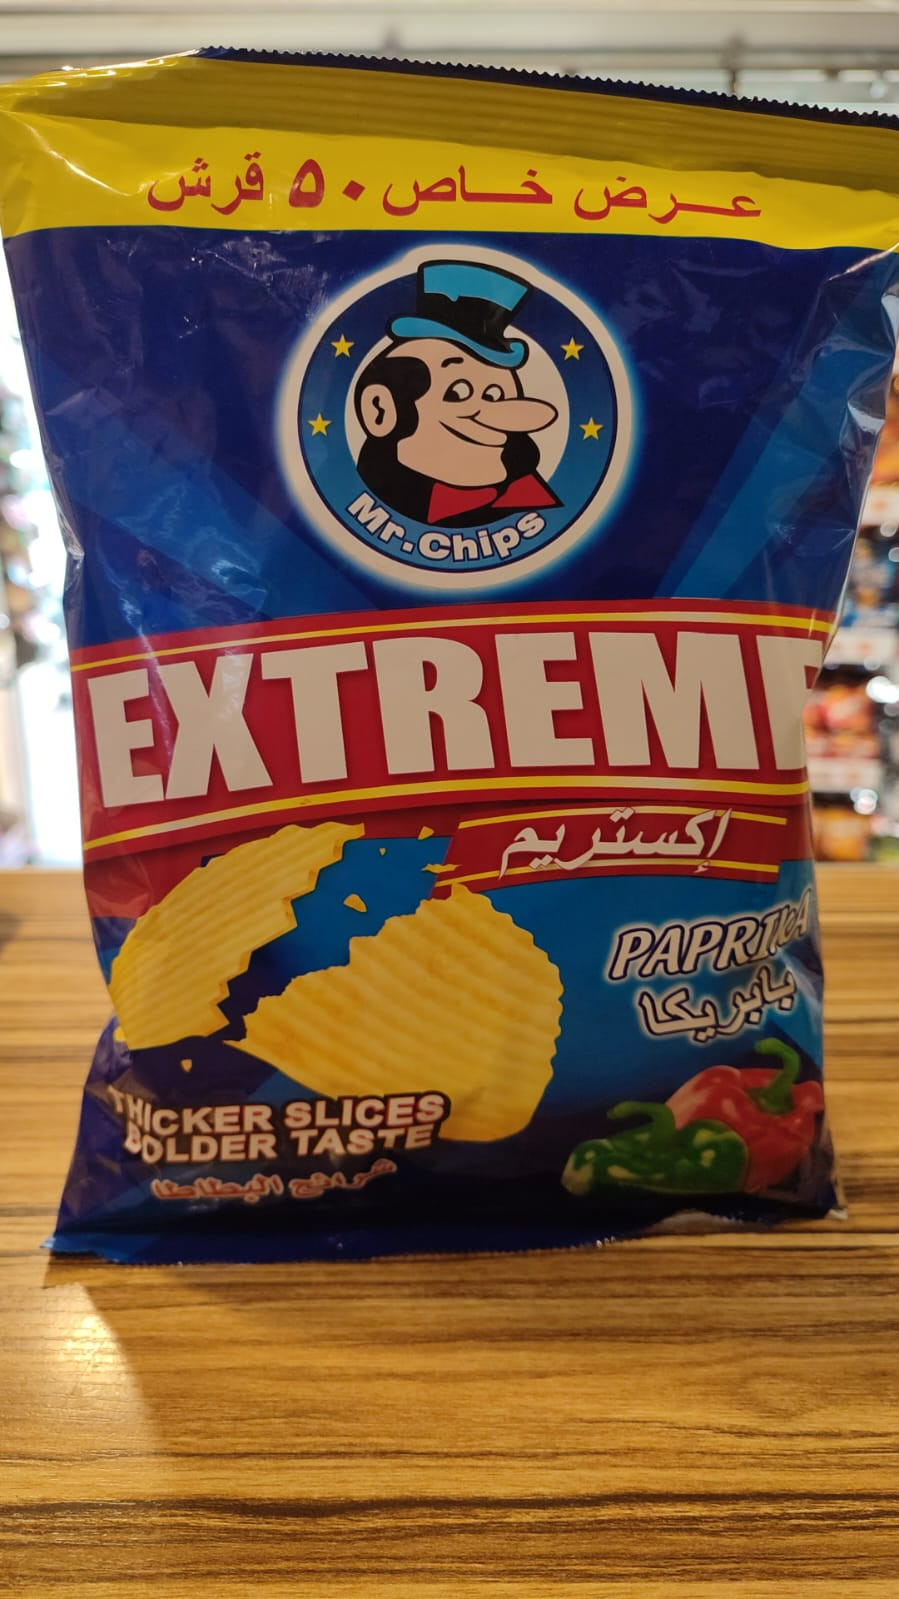 عرض خاص ٥٠ قرش
Mr.Chips
EXTREME
إكستريم
PAPRIKA
بابريكا
THICKER SLICES
BOLDER TASTE
شرائح البطاطا